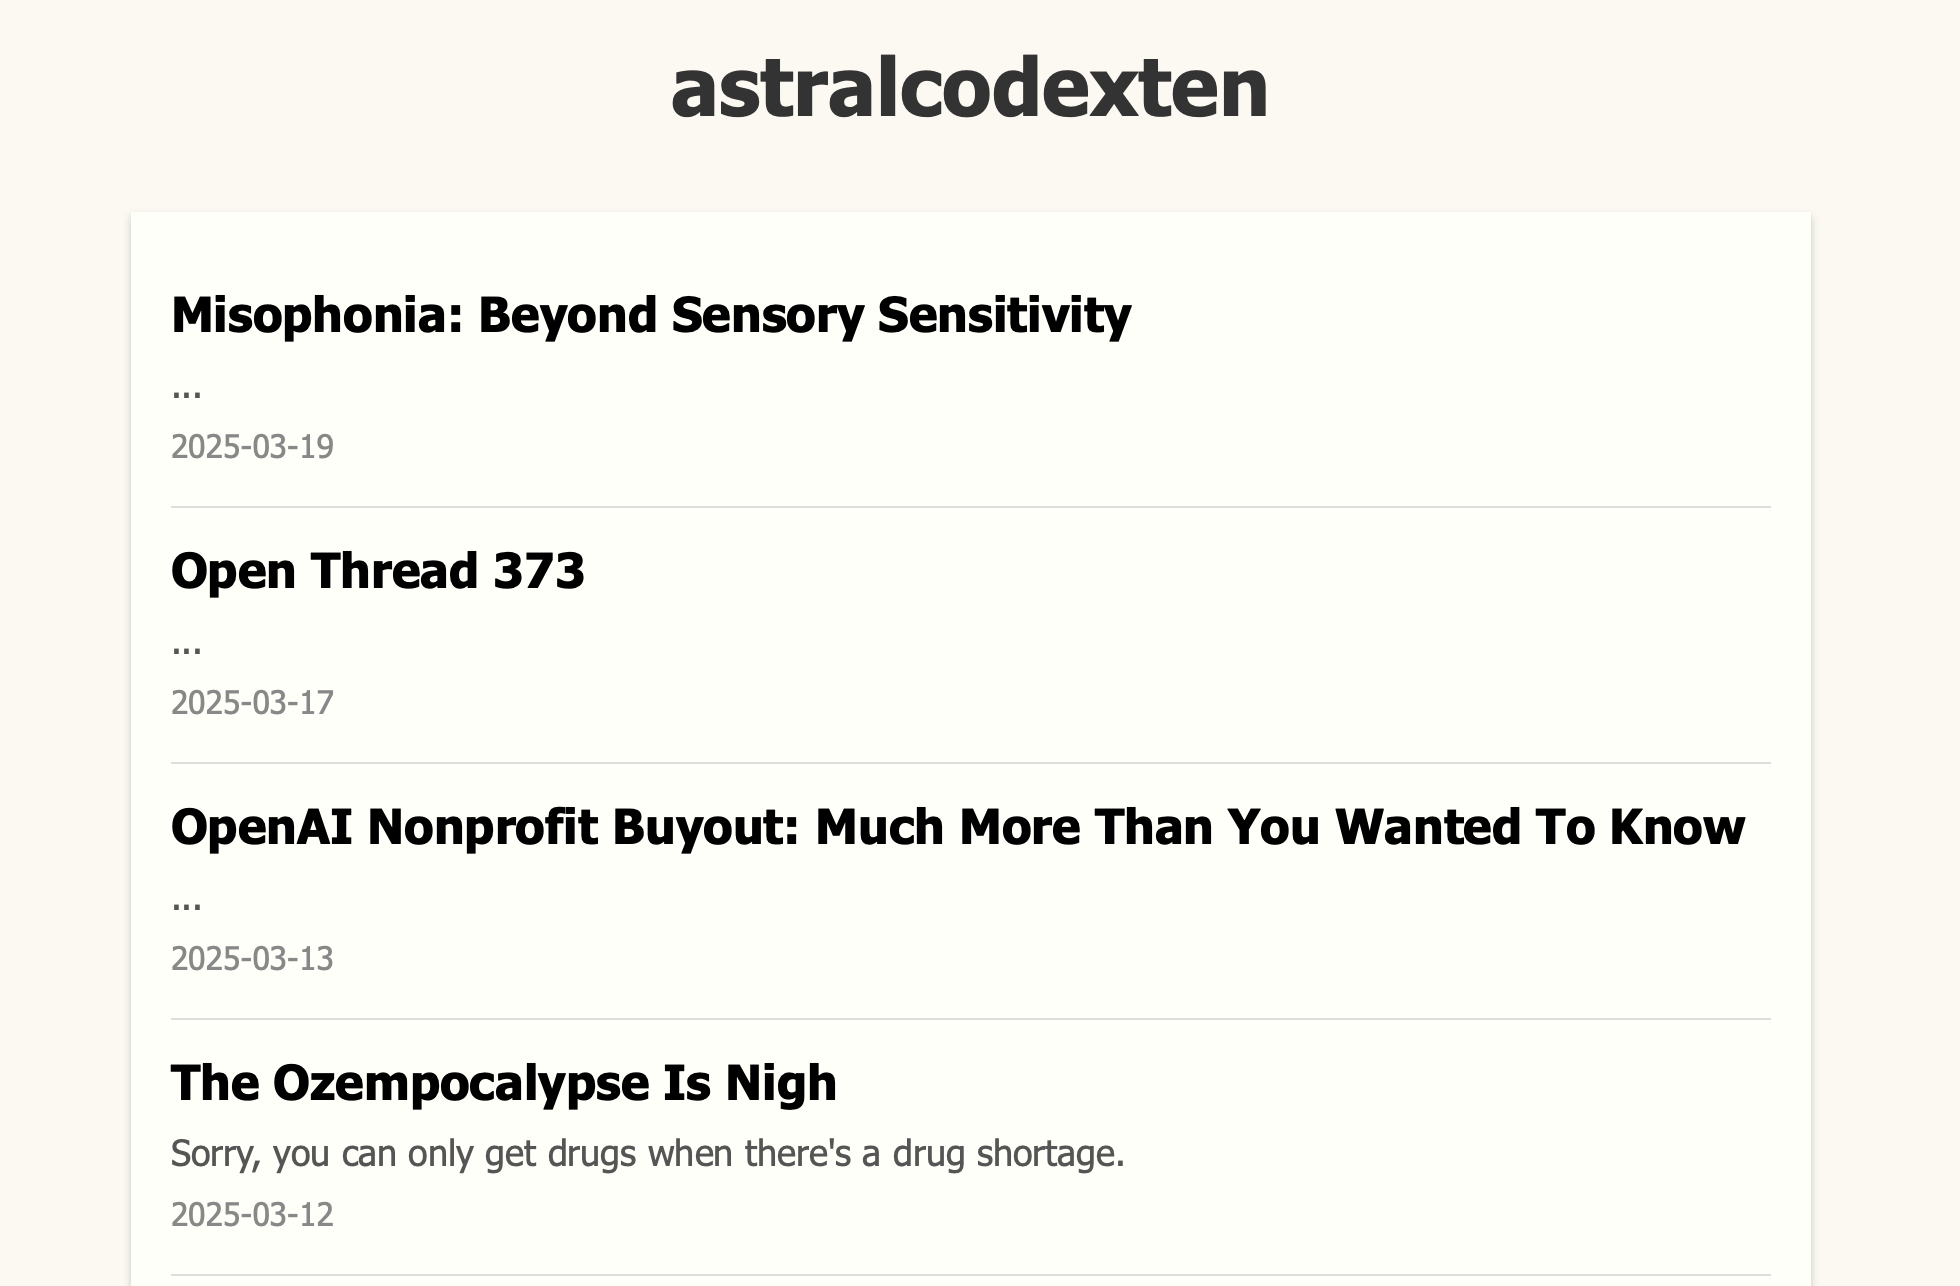 astralcodexten
Misophonia: Beyond Sensory Sensitivity
...
2025-03-19
Open Thread 373
...
2025-03-17
OpenAI Nonprofit Buyout: Much More Than You Wanted To Know
...
2025-03-13
The Ozempocalypse Is Nigh
Sorry, you can only get drugs when there's a drug shortage.
2025-03-12